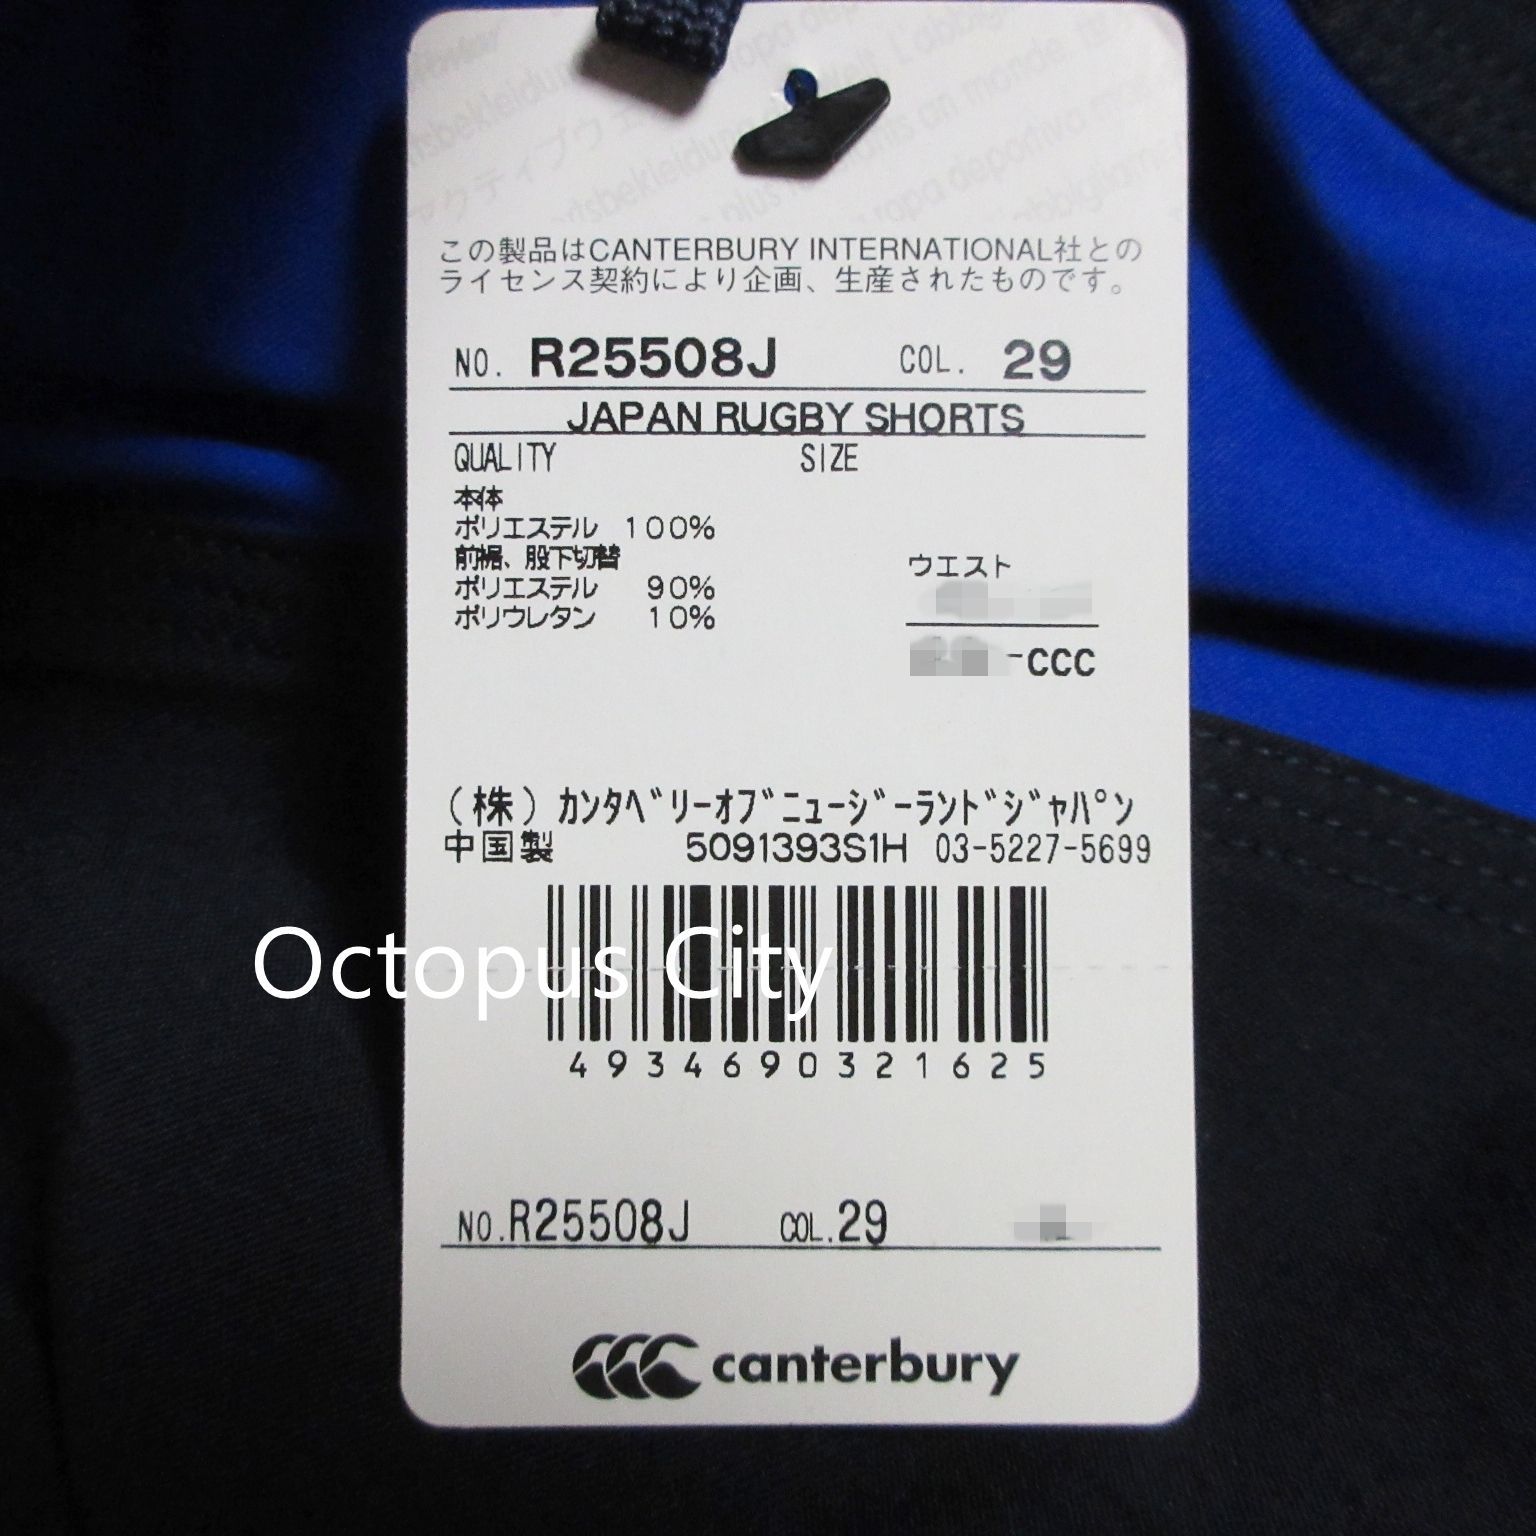 この製品はCANTERBURY INTERNATIONAL社との
ライセンス契約により企画、生産されたものです。
NO. R25508J COL. 29
JAPAN RUGBY SHORTS
QUALITY SIZE
本体
ポリエステル 100%
前裾、股下切替
ポリエステル 90%
ポリウレタン 10%
ウエスト
-CCC
(株)カンタベリーオブニュージーランドジャパン
中国製 5091393S1H 03-5227-5699
Octopus City
4934690321625
NO.R25508J COL.29
canterbury